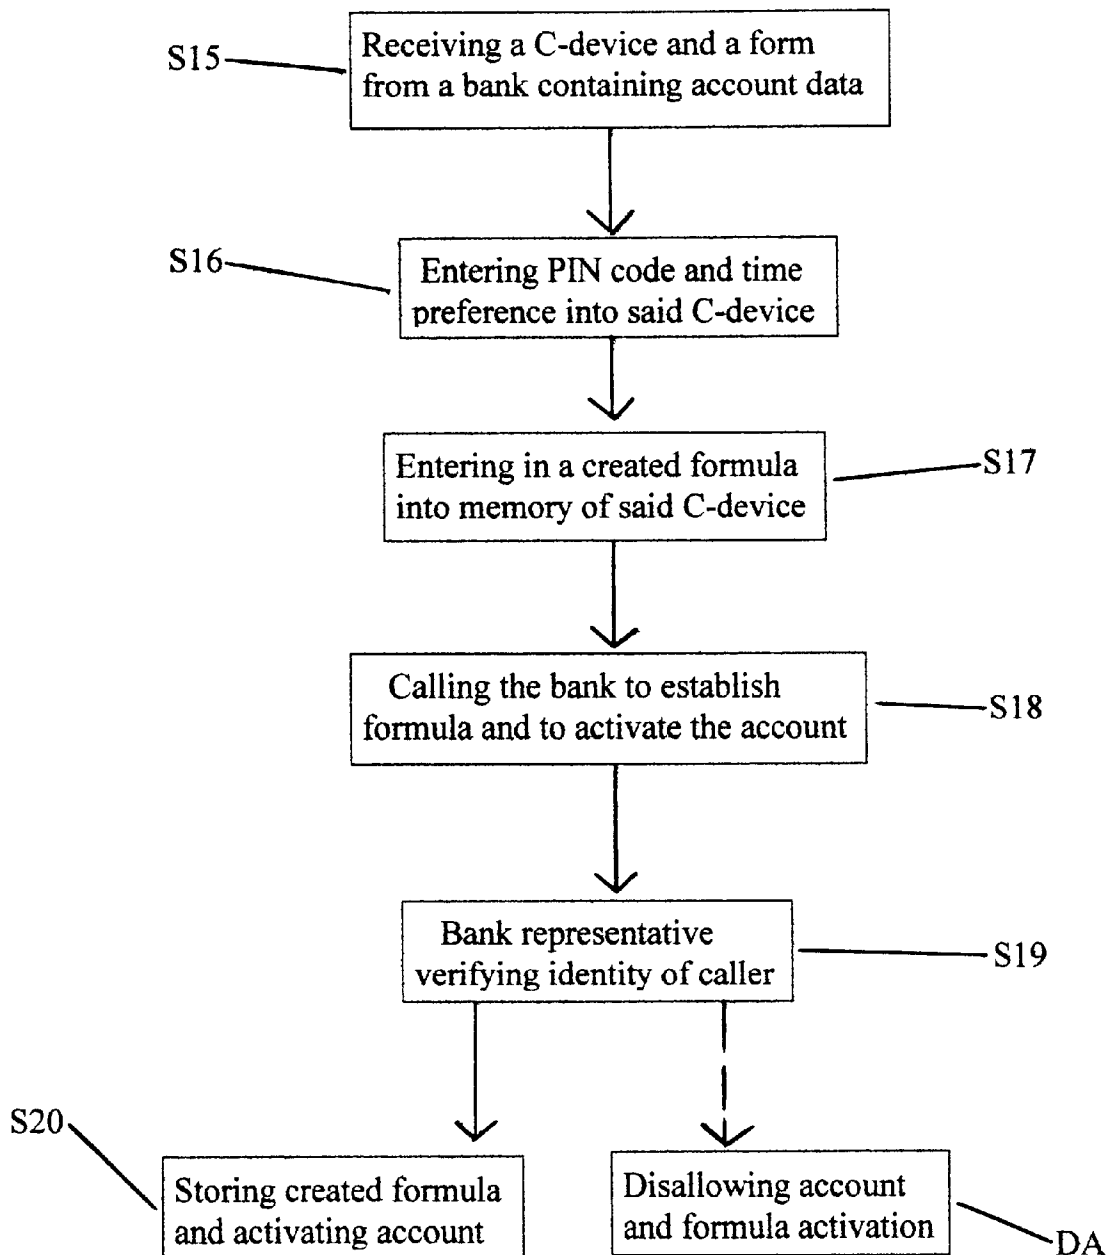 S15
Receiving a C-device and a form
from a bank containing account data
S16
Entering PIN code and time
preference into said C-device
Entering in a created formula
into memory of said C-device
S17
Calling the bank to establish
formula and to activate the account
S18
Bank representative
verifying identity of caller
S19
S20
Storing created formula
and activating account
Disallowing account
and formula activation
DA